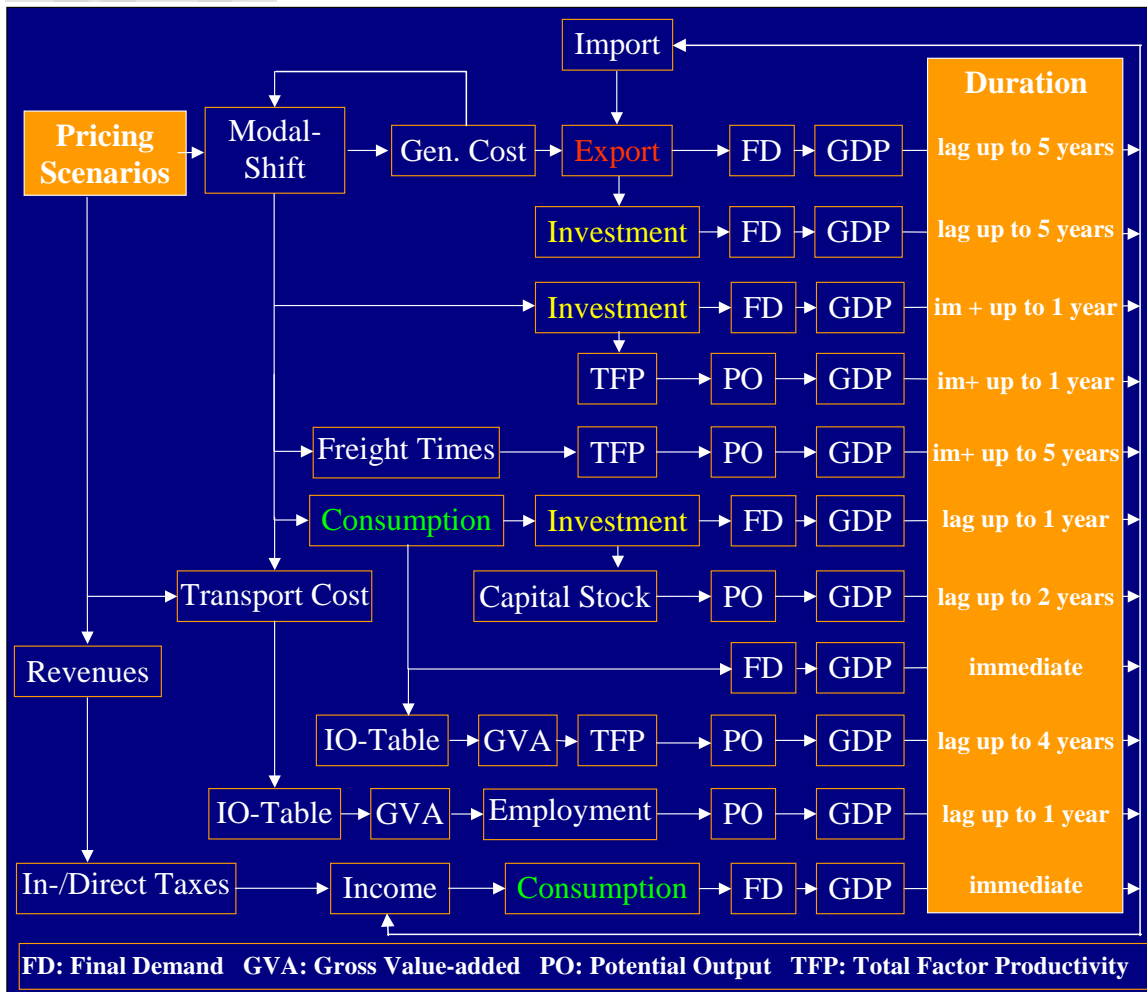 Import
Duration
Pricing
Scenarios
Modal-
Shift
Gen. Cost
Export
FD
GDP
lag up to 5 years
Investment
FD
GDP
lag up to 5 years
Investment
FD
GDP
im + up to 1 year
TFP
PO
GDP
im+ up to 1 year
Freight Times
TFP
PO
GDP
im+ up to 5 years
Consumption
Investment
FD
GDP
lag up to 1 year
Transport Cost
Capital Stock
PO
GDP
lag up to 2 years
Revenues
FD
GDP
immediate
IO-Table
GVA
TFP
PO
GDP
lag up to 4 years
IO-Table
GVA
Employment
PO
GDP
lag up to 1 year
In-/Direct Taxes
Income
Consumption
FD
GDP
immediate
FD: Final Demand GVA: Gross Value-added PO: Potential Output TFP: Total Factor Productivity